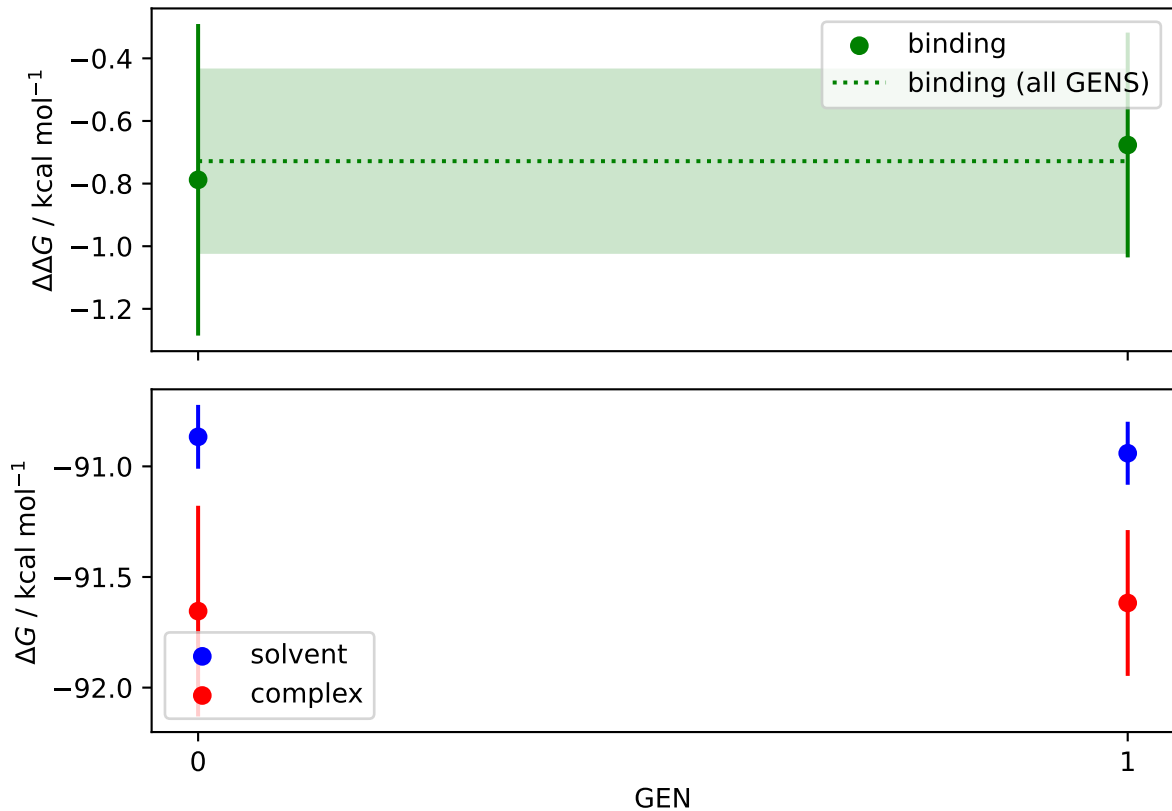 −0.4
−0.6
−0.8
−1.0
−1.2
ΔΔG / kcal mol⁻¹
binding
binding (all GENS)
−91.0
−91.5
−92.0
ΔG / kcal mol⁻¹
solvent
complex
0
1
GEN